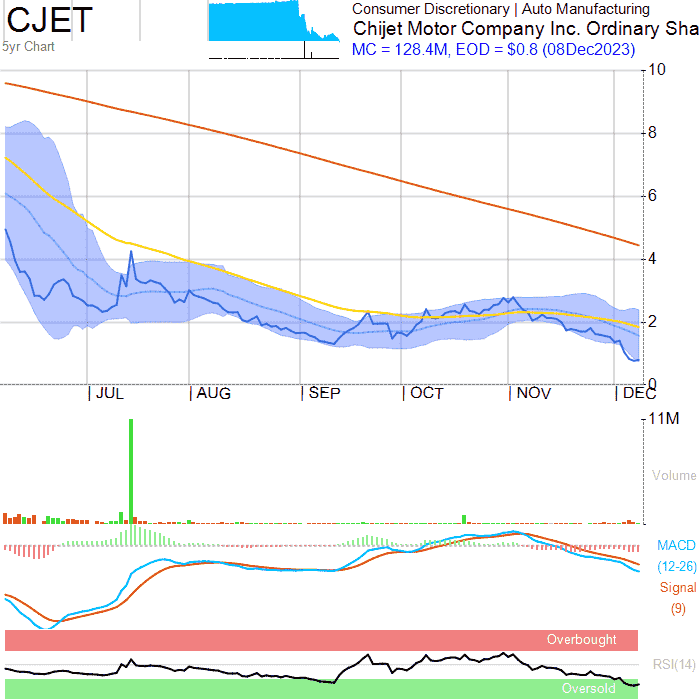 CJET
5yr Chart
Consumer Discretionary | Auto Manufacturing
Chijet Motor Company Inc. Ordinary Sha
MC = 128.4M, EOD = $0.8 (08Dec2023)
10
8
6
4
2
0
JUL AUG SEP OCT NOV DEC
11M
Volume
MACD
(12-26)
Signal
(9)
Overbought
RSI(14)
Oversold